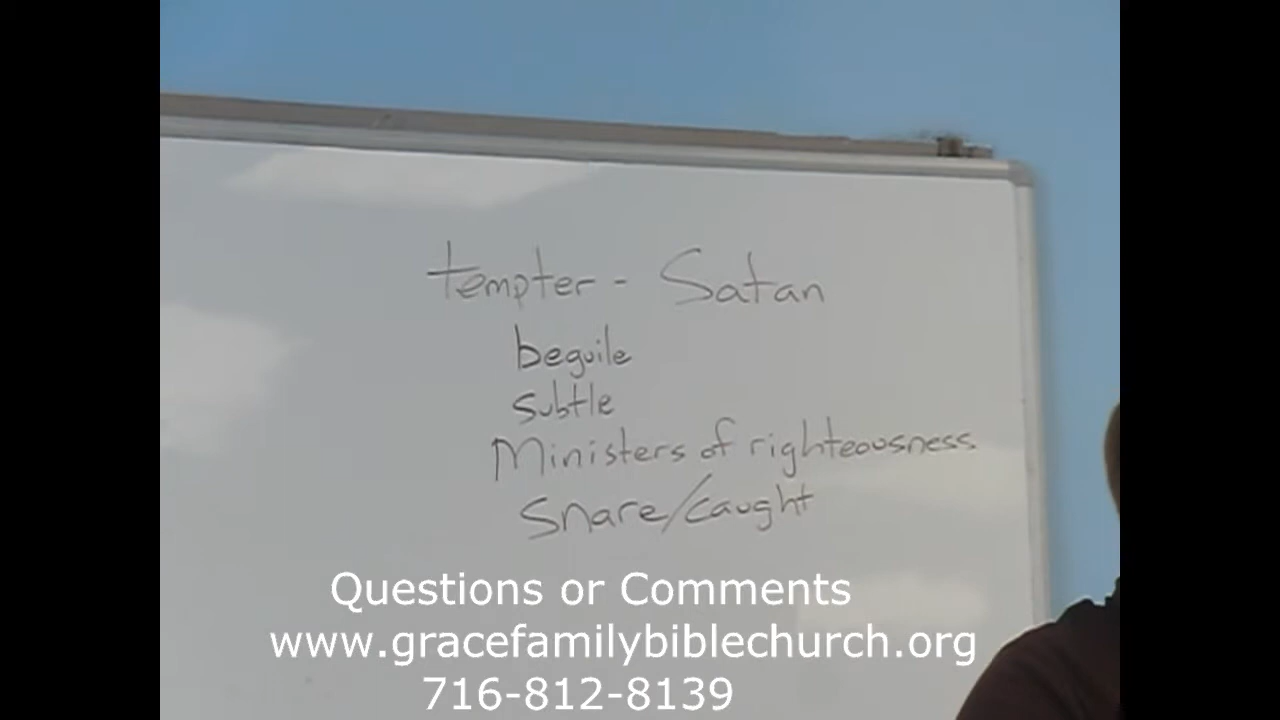 tempter - Satan
beguile
subtle
Ministers of righteousness
Snare/caught
Questions or Comments
www.gracefamilybiblechurch.org
716-812-8139